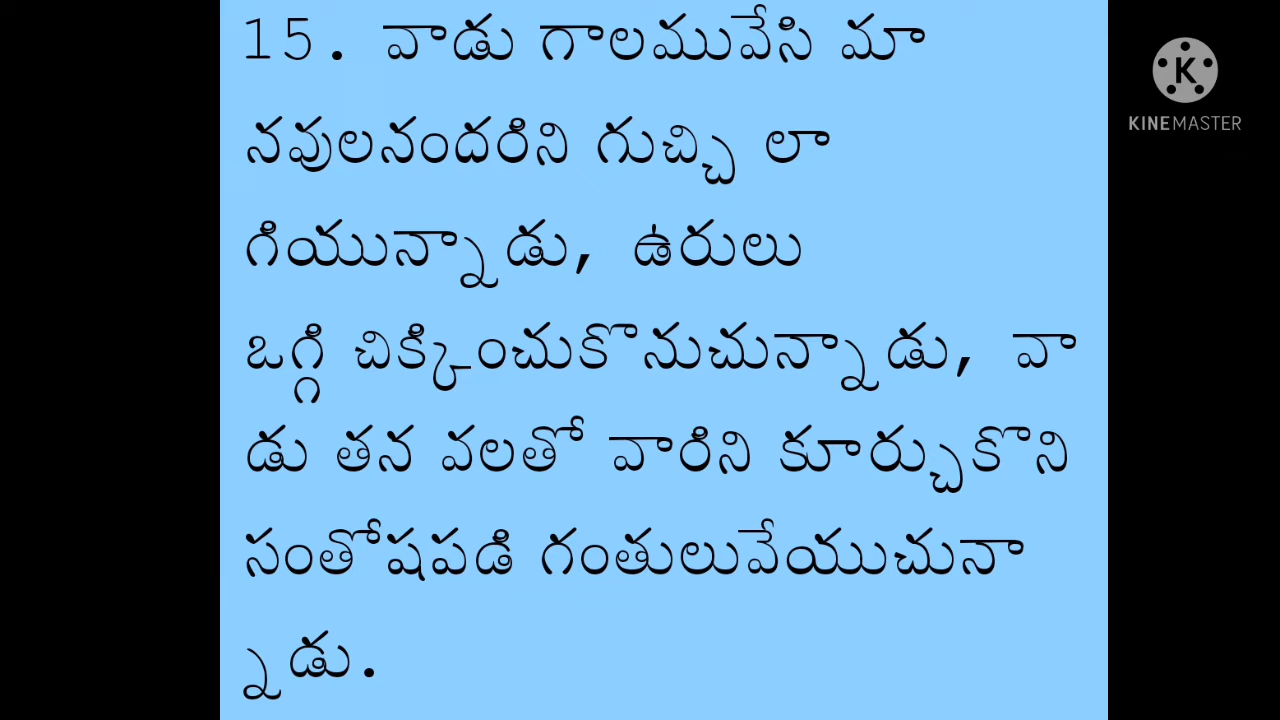 15. వాడు గాలమువేసి మా
నవులనందరిని గుచ్చి లా
గియున్నాడు, ఉరులు
ఒగ్గి చిక్కించుకొనుచున్నాడు, వా
డు తన వలతో వారిని కూర్చుకొని
సంతోషపడి గంతులువేయుచునా
్నడు.
K
KINEMASTER